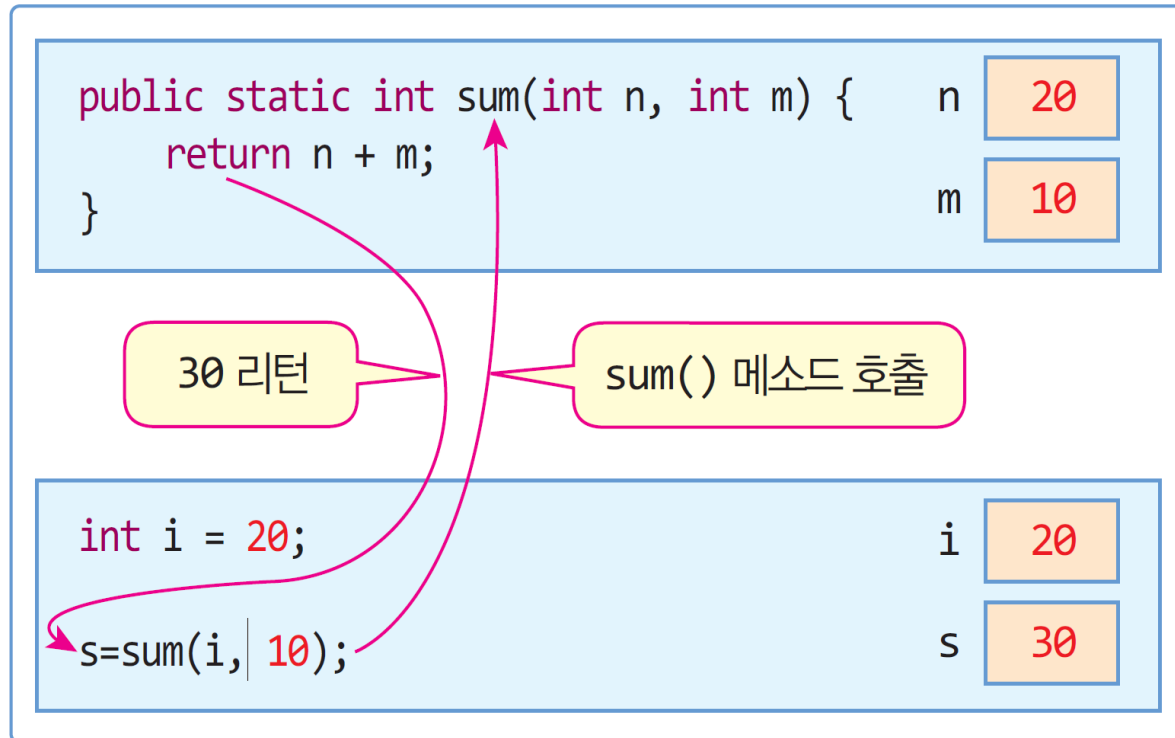 public static int sum(int n, int m) {
return n + m;
}
n 20
m 10
30 리턴
sum() 메소드 호출
int i = 20;
s=sum(i, 10);
i 20
s 30